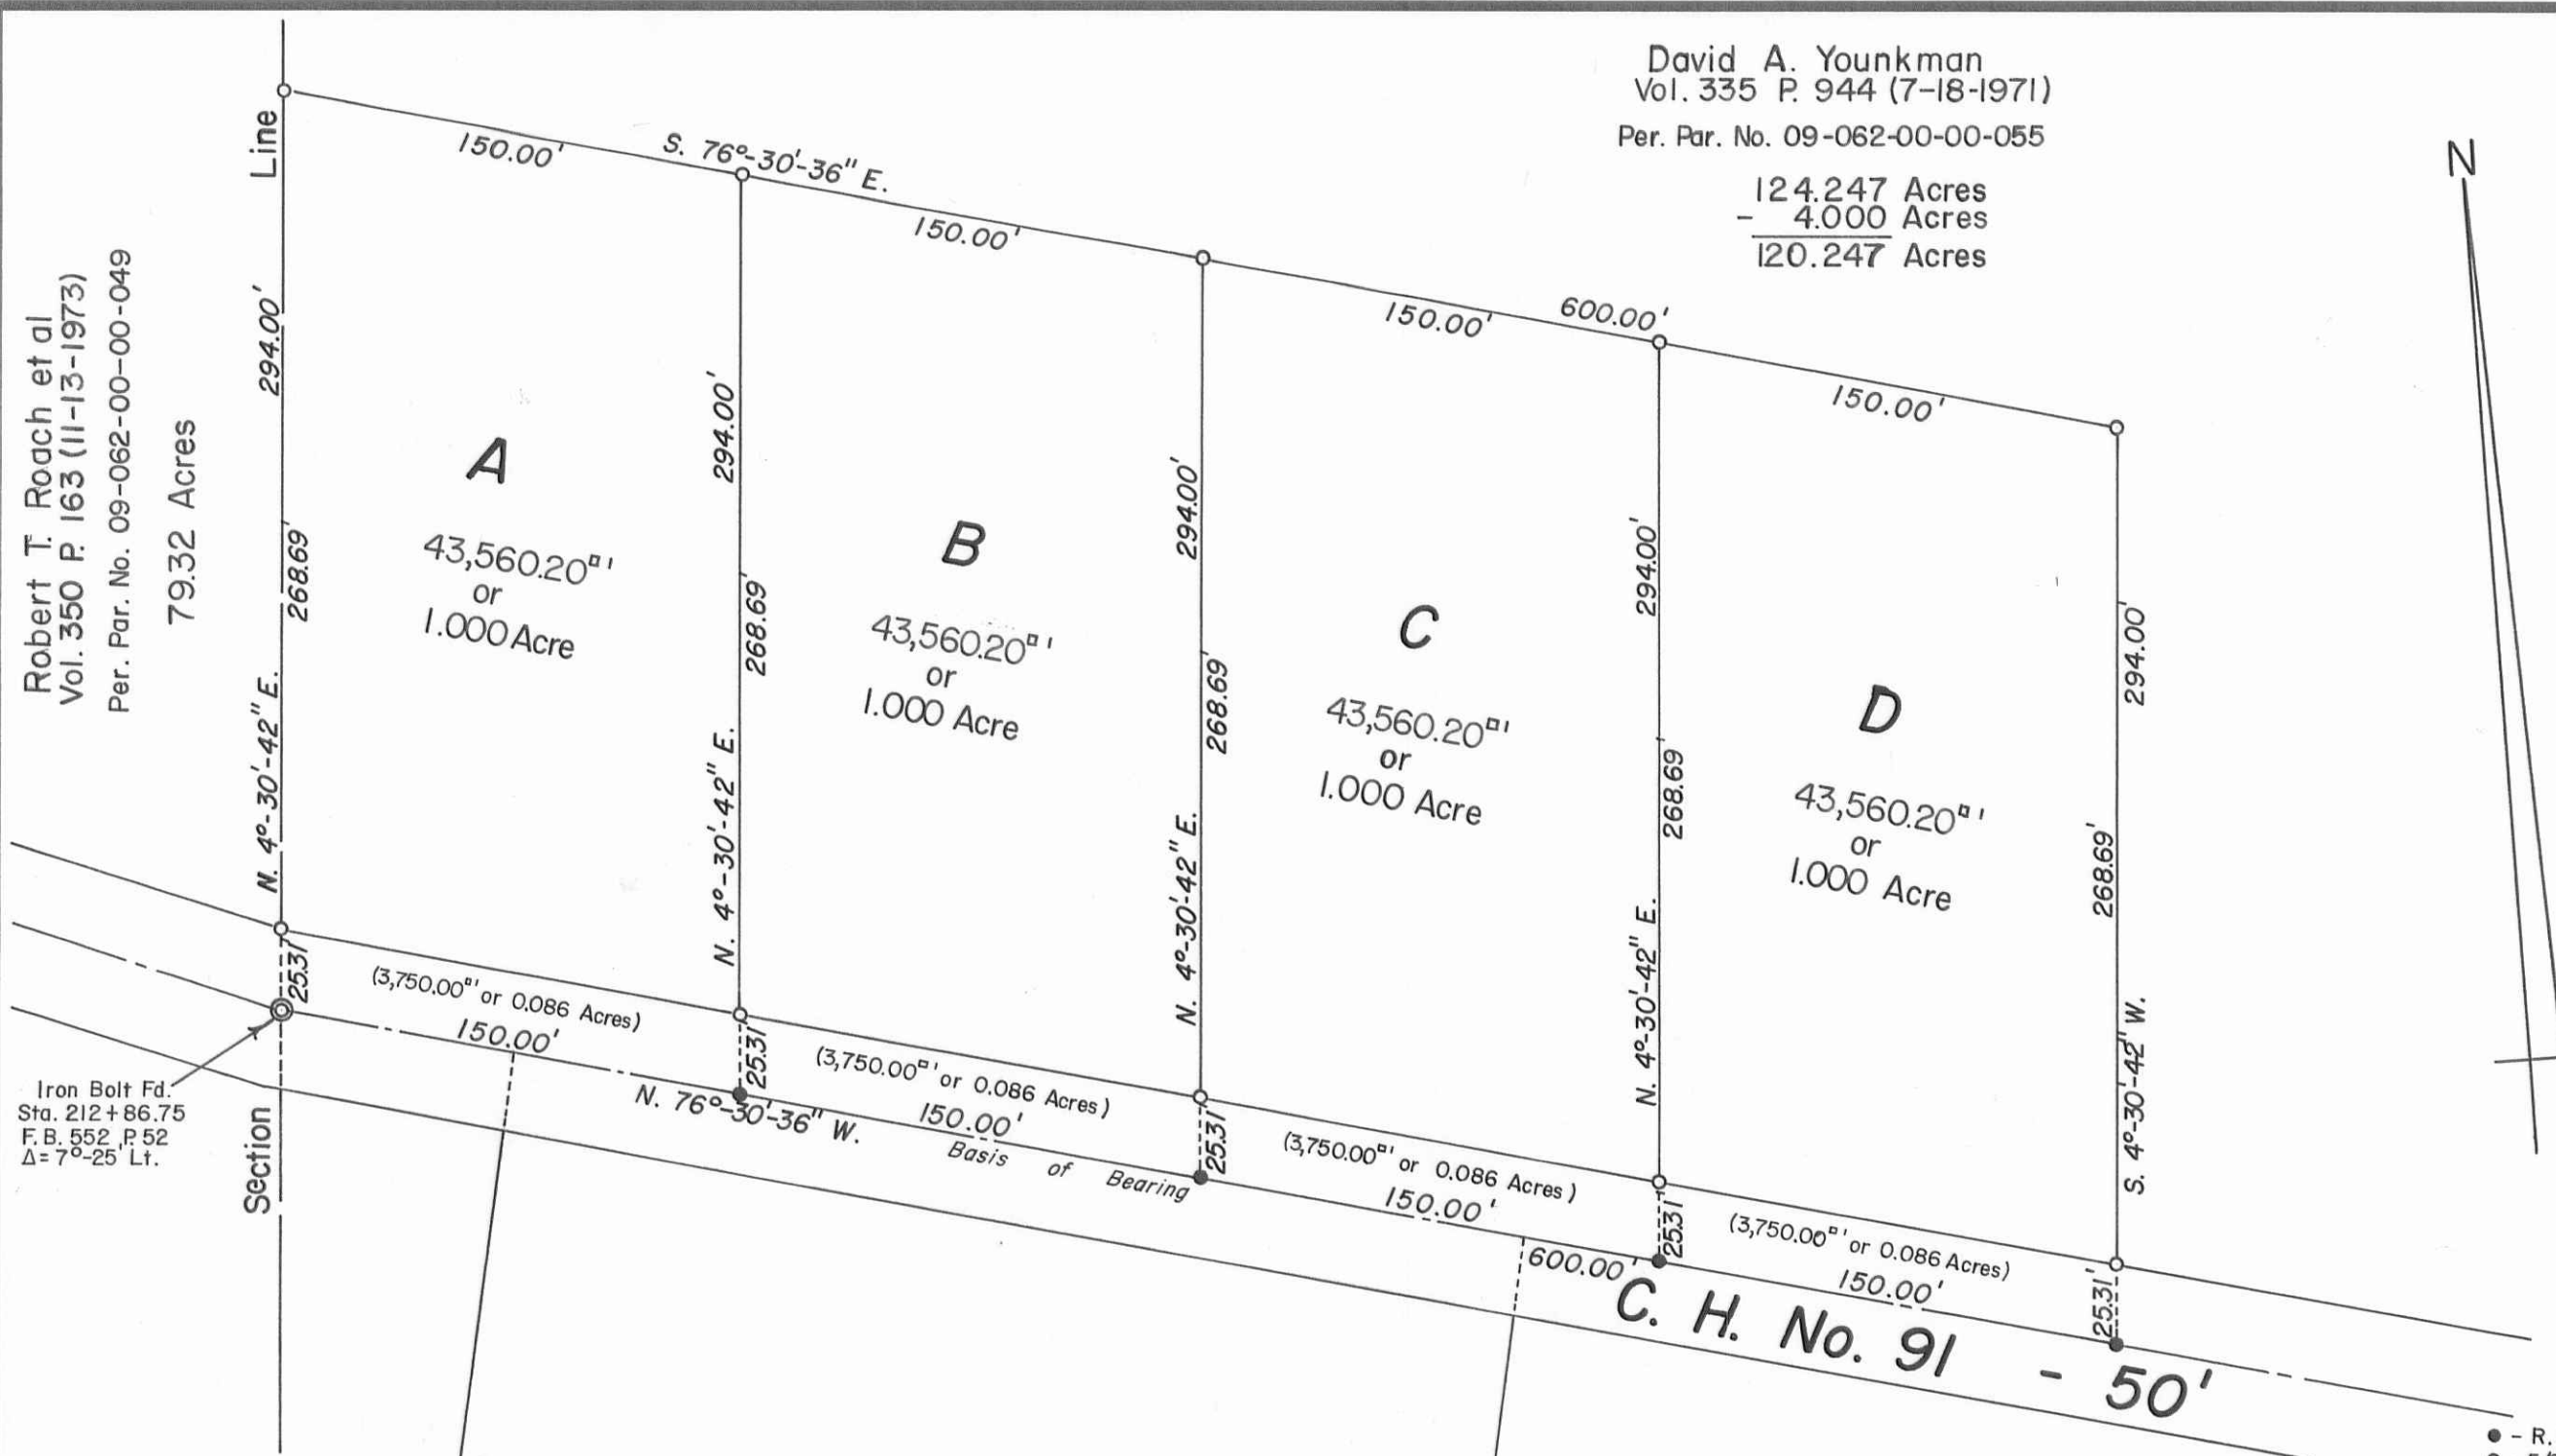 David A. Younkman
Vol. 335 P. 944 (7-18-1971)
Per. Par. No. 09-062-00-00-055
124.247 Acres
- 4.000 Acres
120.247 Acres
N
Line
150.00'
S. 76°-30'-36" E.
150.00'
150.00'
600.00'
150.00'
Robert T. Roach et al
Vol. 350 P. 163 (11-13-1973)
Per. Par. No. 09-062-00-00-049
79.32 Acres
294.00'
268.69'
N. 4°-30'-42" E.
A
43,560.20□'
or
1.000 Acre
294.00'
268.69'
N. 4°-30'-42" E.
B
43,560.20□'
or
1.000 Acre
294.00'
268.69'
N. 4°-30'-42" E.
C
43,560.20□'
or
1.000 Acre
294.00'
268.69'
N. 4°-30'-42" E.
D
43,560.20□'
or
1.000 Acre
294.00'
268.69'
S. 4°-30'-42" W.
25.31'
(3,750.00□' or 0.086 Acres)
150.00'
25.31'
(3,750.00□' or 0.086 Acres)
150.00'
25.31'
(3,750.00□' or 0.086 Acres)
150.00'
25.31'
(3,750.00□' or 0.086 Acres)
150.00'
25.31'
N. 76°-30'-36" W.
Basis of Bearing
600.00'
C. H. No. 91 - 50'
Iron Bolt Fd.
Sta. 212+86.75
F.B. 552, P. 52
Δ=7°-25' Lt.
Section
● - R.